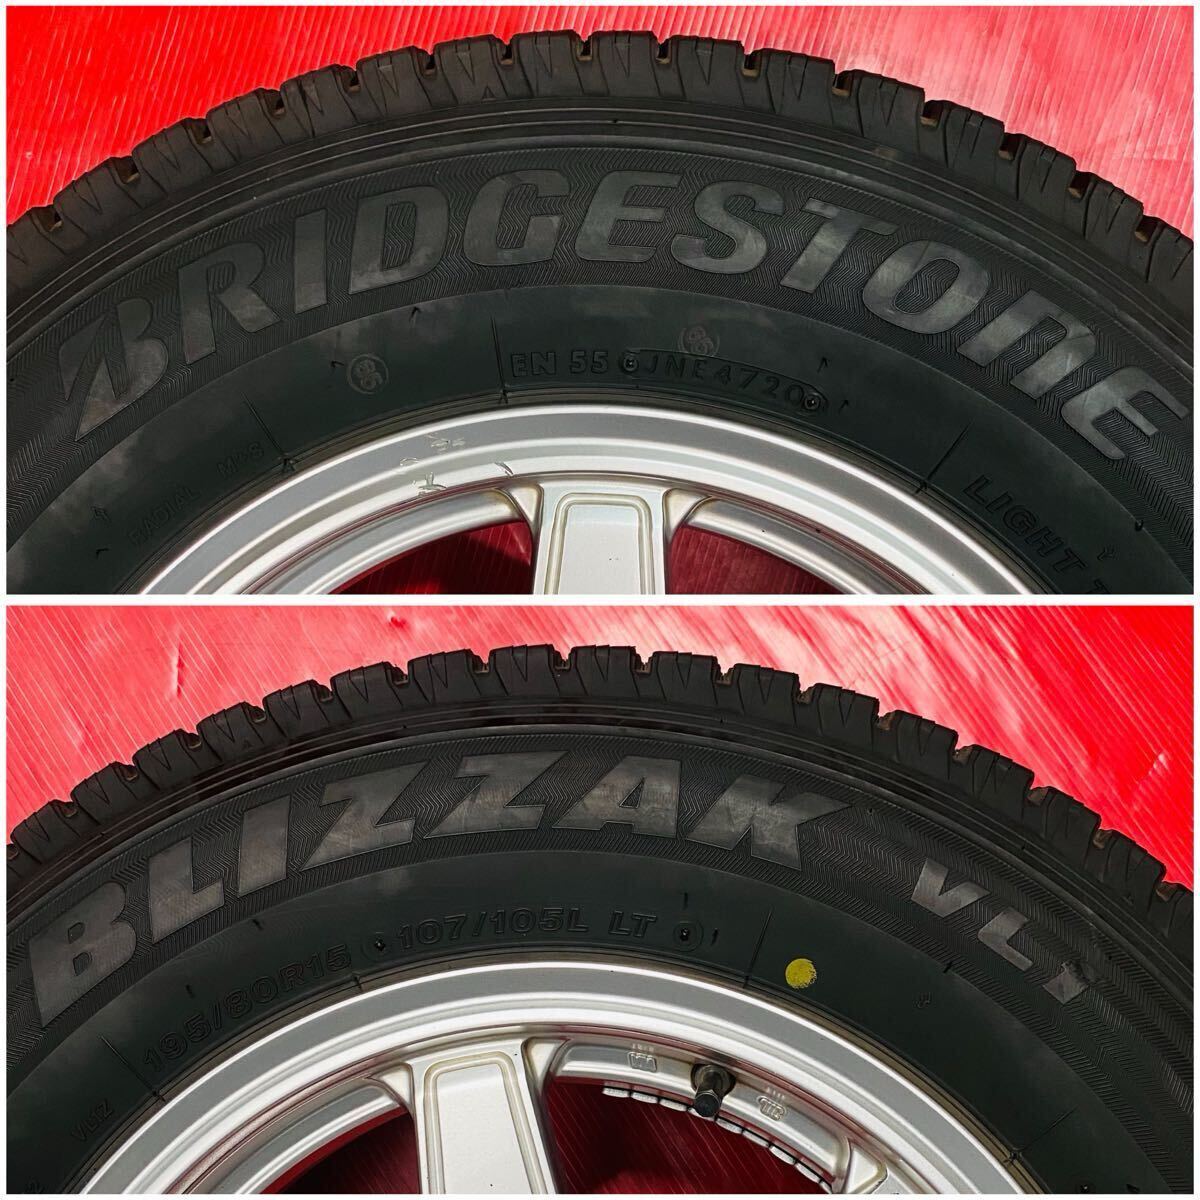 BRIDGESTONE
EN 55 JNE4720
M+S
RADIAL
LIGHT
BLIZZAK VL1
195/80R15 107/105L LT
VL1Z